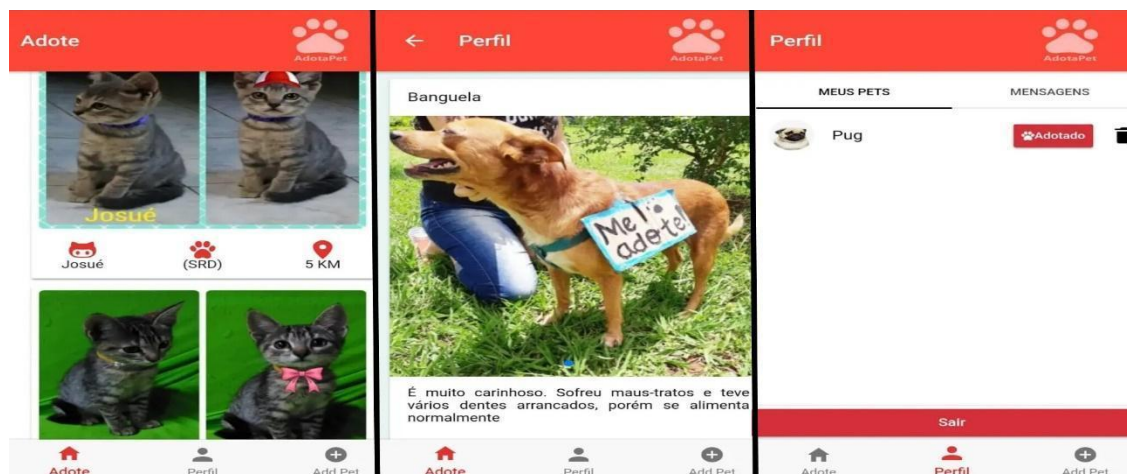 Adote
AdotaPet
Josué
Josué
(SRD)
5 KM
Adote
Perfil
Add Pet
Perfil
AdotaPet
Banguela
Me!
adote!
É muito carinhoso. Sofreu maus-tratos e teve
vários dentes arrancados, porém se alimenta
normalmente
Adote
Perfil
Add Pet
Perfil
AdotaPet
MEUS PETS
MENSAGENS
Pug
Adotado
Sair
Adote
Perfil
Add Pet